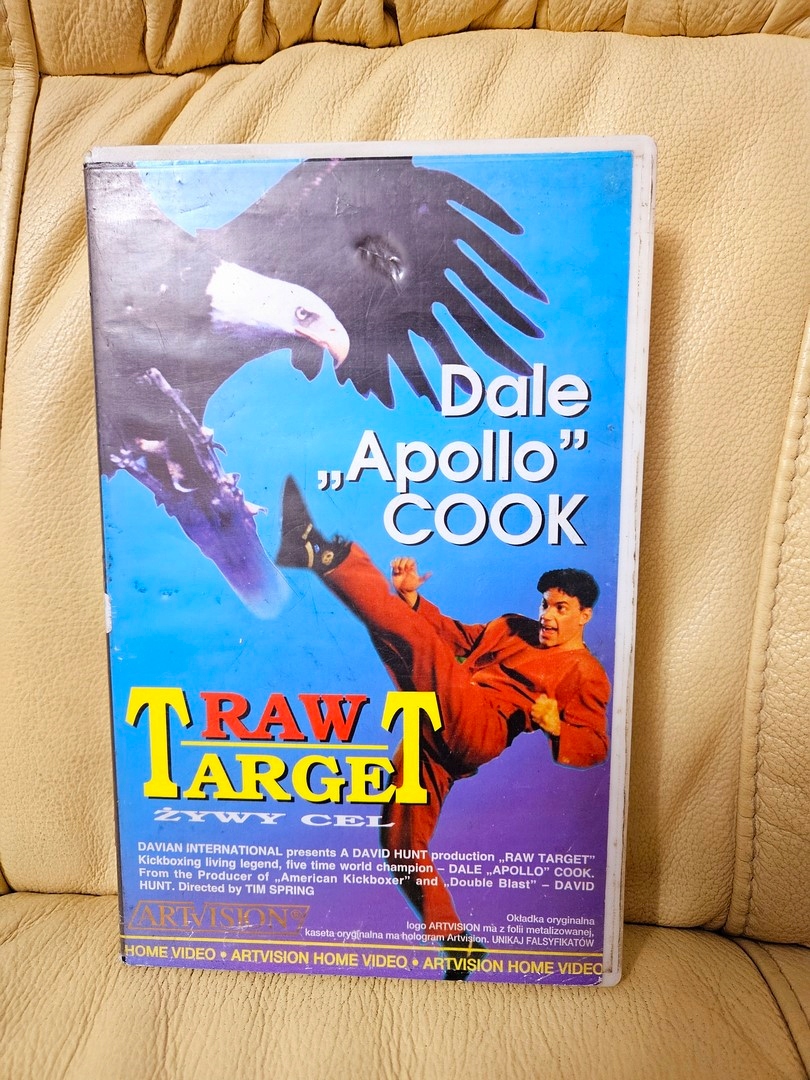 Dale
„Apollo”
COOK
RAW
TARGET
ŻYWY CEL
DAVIAN INTERNATIONAL presents A DAVID HUNT production „RAW TARGET”
Kickboxing living legend, five time world champion – DALE „APOLLO” COOK.
From the Producer of „American Kickboxer” and „Double Blast” – DAVID
HUNT. Directed by TIM SPRING
ARTVISION
Okładka oryginalna
logo ARTVISION ma z folii metalizowanej,
kaseta oryginalna ma hologram Artvision. UNIKAJ FALSYFIKATÓW
HOME VIDEO • ARTVISION HOME VIDEO • ARTVISION HOME VIDEO